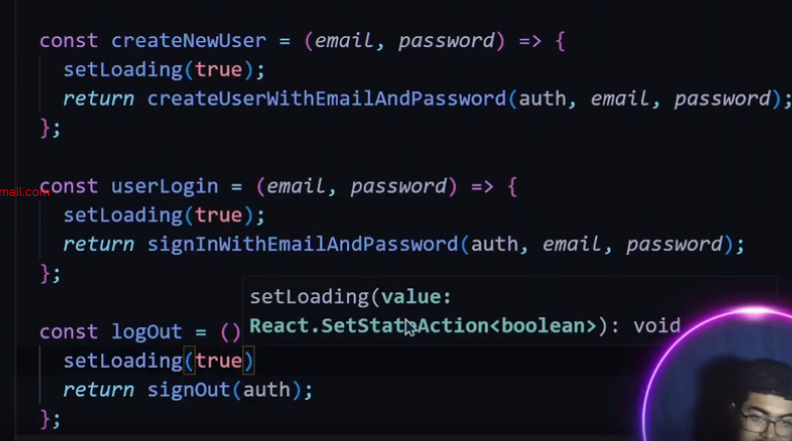 const createNewUser = (email, password) => {
setLoading(true);
return createUserWithEmailAndPassword(auth, email, password);
};
const userLogin = (email, password) => {
setLoading(true);
return signInWithEmailAndPassword(auth, email, password);
};
mail.com
setLoading(value:
React.SetStateAction<boolean>): void
const logOut = ()
setLoading(true)
return signOut(auth);
};